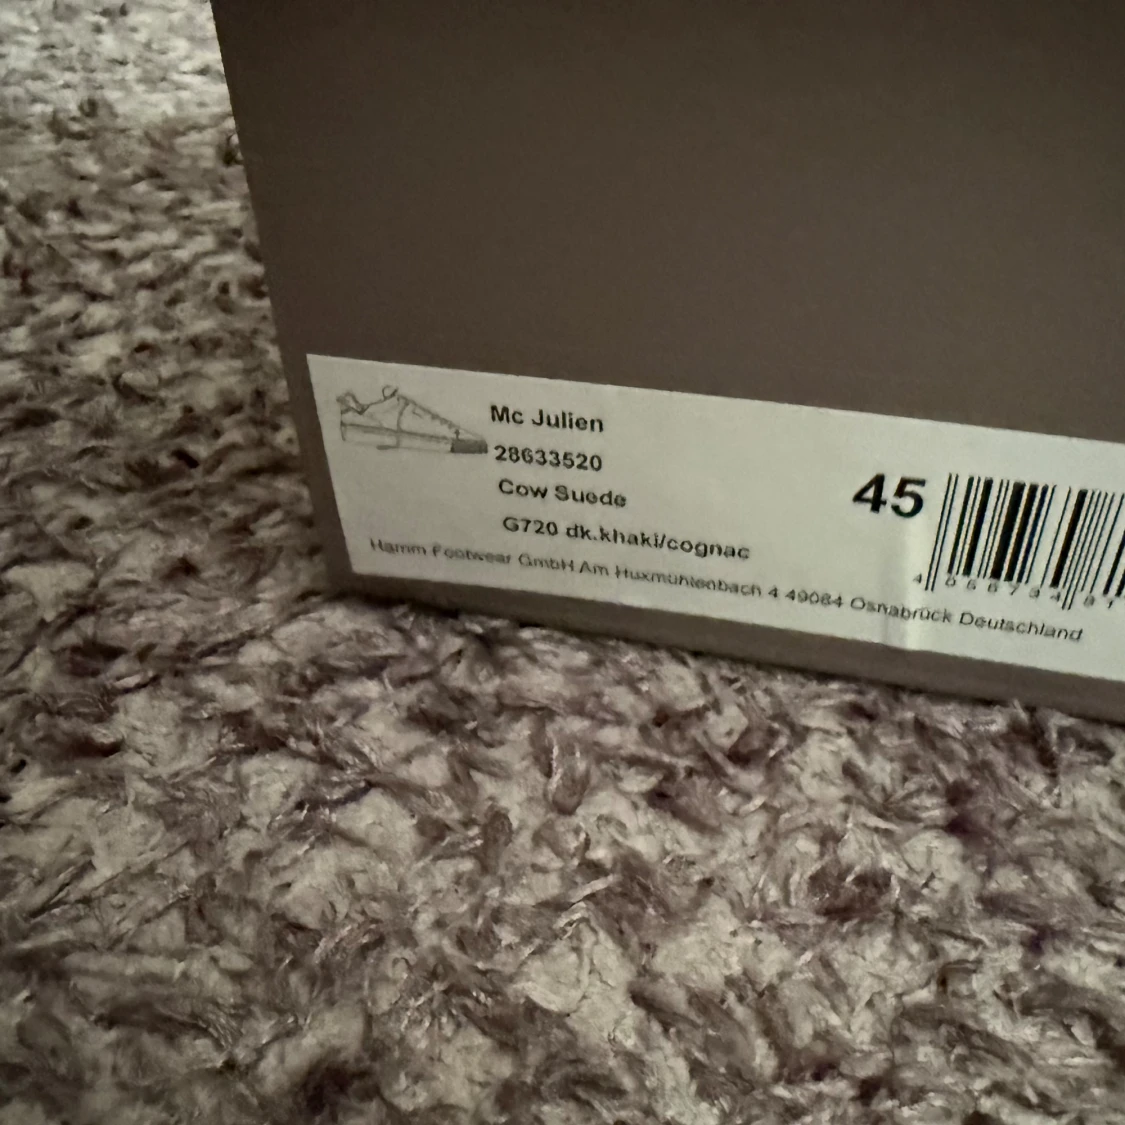 Mc Julien
28633520
Cow Suede
G720 dk.khaki/cognac
45
Hamm Footwear GmbH Am Huxmühlenbach 4 49084 Osnabrück Deutschland